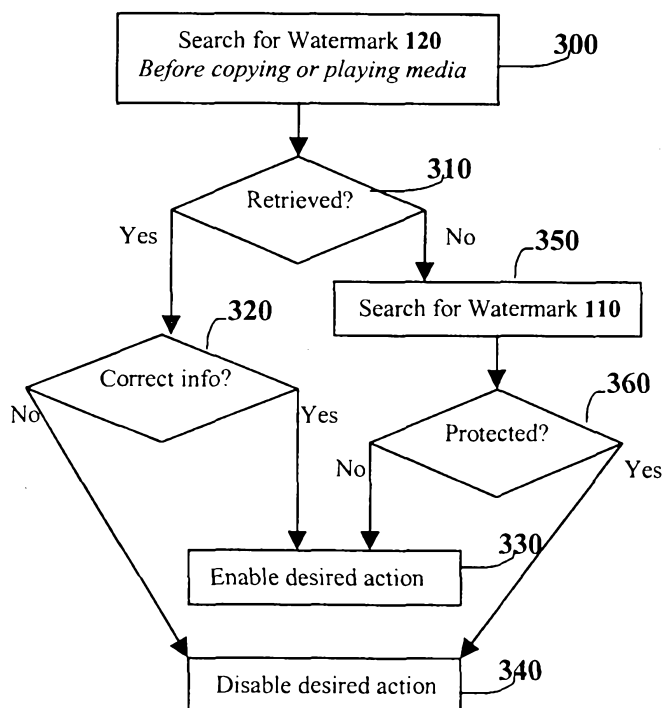 Search for Watermark 120
Before copying or playing media
300
310
Retrieved?
Yes
No
350
Search for Watermark 110
320
Correct info?
No
Yes
360
Protected?
No
Yes
330
Enable desired action
340
Disable desired action